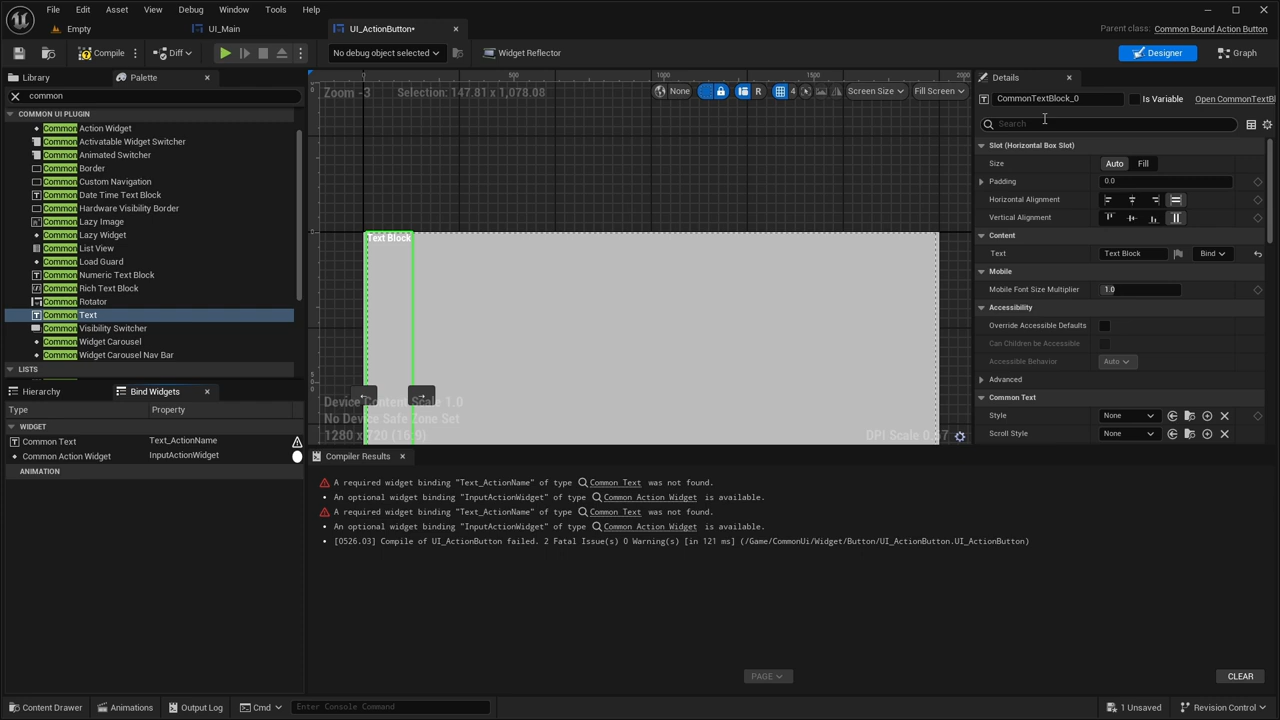 File Edit Asset View Debug Window Tools Help
Empty UI_Main UI_ActionButton•
Parent class: Common Bound Action Button
Compile Diff No debug object selected Widget Reflector Designer Graph
Library Palette
common
COMMON UI PLUGIN
Common Action Widget
Common Activatable Widget Switcher
Common Animated Switcher
Common Border
Common Custom Navigation
Common Date Time Text Block
Common Hardware Visibility Border
Common Lazy Image
Common Lazy Widget
Common List View
Common Load Guard
Common Numeric Text Block
Common Rich Text Block
Common Rotator
Common Text
Common Visibility Switcher
Common Widget Carousel
Common Widget Carousel Nav Bar
LISTS
Hierarchy Bind Widgets
Type Property
WIDGET
Common Text Text_ActionName
Common Action Widget InputActionWidget
ANIMATION
0 500 1000 1500 2000
Zoom -3 Selection: 147.81 x 1,078.08 None R 4 Screen Size Fill Screen
Text Block
Device Content Scale 1.0
No Device Safe Zone Set
1280 x 720 (16:9)
Compiler Results
A required widget binding "Text_ActionName" of type Common Text was not found.
• An optional widget binding "InputActionWidget" of type Common Action Widget is available.
A required widget binding "Text_ActionName" of type Common Text was not found.
• An optional widget binding "InputActionWidget" of type Common Action Widget is available.
• [0526.03] Compile of UI_ActionButton failed. 2 Fatal Issue(s) 0 Warning(s) [in 121 ms] (/Game/CommonUi/Widget/Button/UI_ActionButton.UI_ActionButton)
PAGE CLEAR
Details
CommonTextBlock_0 Is Variable Open CommonTextBl
Search
Slot (Horizontal Box Slot)
Size Auto Fill
Padding 0.0
Horizontal Alignment
Vertical Alignment
Content
Text Text Block Bind
Mobile
Mobile Font Size Multiplier 1.0
Accessibility
Override Accessible Defaults
Can Children be Accessible
Accessible Behavior Auto
Advanced
Common Text
Style None
Scroll Style None
Content Drawer Animations Output Log Cmd Enter Console Command 1 Unsaved Revision Control